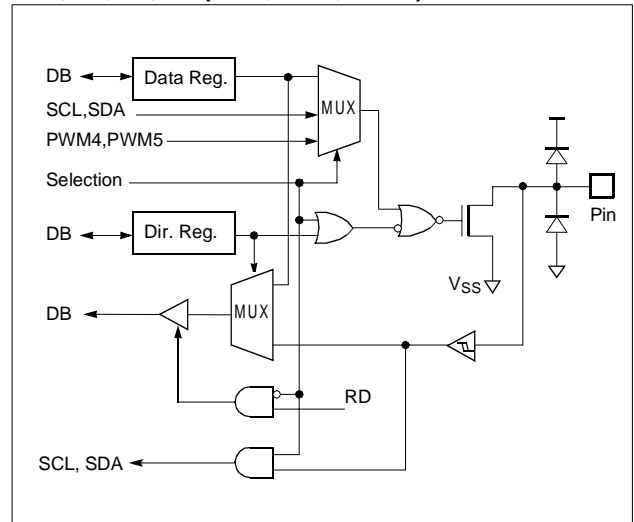 DB
Data Reg.
MUX
SCL,SDA
PWM4,PWM5
Selection
Pin
DB
Dir. Reg.
VSS
DB
MUX
RD
SCL, SDA